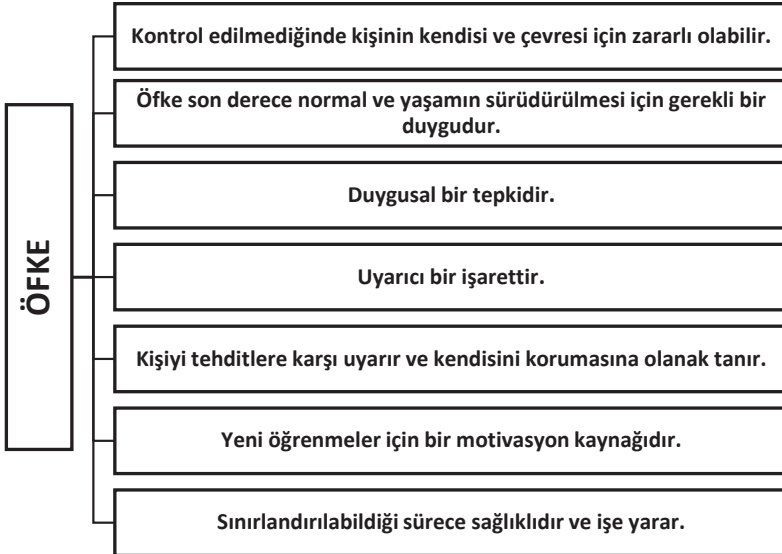 ÖFKE
Kontrol edilmediğinde kişinin kendisi ve çevresi için zararlı olabilir.
Öfke son derece normal ve yaşamın sürüdürülmesi için gerekli bir
duygudur.
Duygusal bir tepkidir.
Uyarıcı bir işarettir.
Kişiyi tehditlere karşı uyarır ve kendisini korumasına olanak tanır.
Yeni öğrenmeler için bir motivasyon kaynağıdır.
Sınırlandırılabildiği sürece sağlıklıdır ve işe yarar.